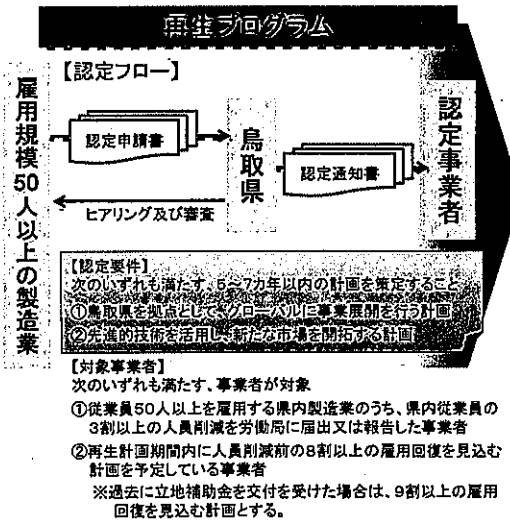 再生プログラム
【認定フロー】
雇用規模50人以上の製造業
認定申請書
鳥取県
認定通知書
認定事業者
ヒアリング及び審査
【認定要件】
次のいずれも満たす、5~7カ年以内の計画を策定すること
①鳥取県を拠点として、グローバルに事業展開を行う計画
②先進的技術を活用し、新たな市場を開拓する計画
【対象事業者】
次のいずれも満たす、事業者が対象
①従業員50人以上を雇用する県内製造業のうち、県内従業員の
3割以上の人員削減を労働局に届出又は報告した事業者
②再生計画期間内に人員削減前の8割以上の雇用回復を見込む
計画を予定している事業者
※過去に立地補助金を交付を受けた場合は、9割以上の雇用
回復を見込む計画とする。